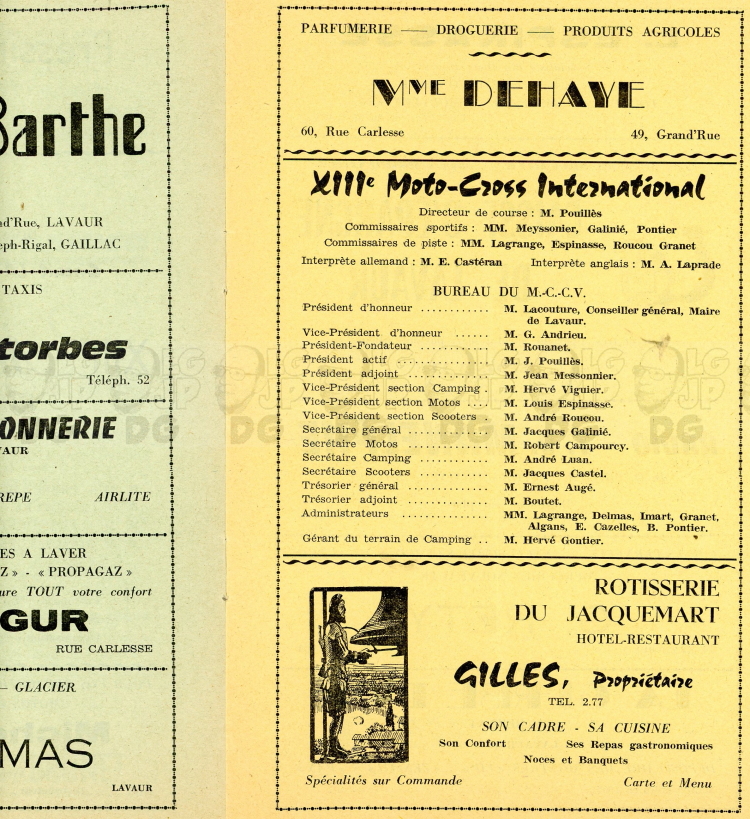 Barthe
nd'Rue, LAVAUR
eph-Rigal, GAILLAC
TAXIS
torbes
Téléph. 52
ONNERIE
VAUR
REPE AIRLITE
ES A LAVER
Z » - « PROPAGAZ »
ure TOUT votre confort
GUR
RUE CARLESSE
— GLACIER
MAS
LAVAUR
PARFUMERIE — DROGUERIE — PRODUITS AGRICOLES
MME DEHAYE
60, Rue Carlesse 49, Grand'Rue
XIIIe Moto-Cross International
Directeur de course : M. Pouillès
Commissaires sportifs : MM. Meyssonier, Galinié, Pontier
Commissaires de piste : MM. Lagrange, Espinasse, Roucou Granet
Interprète allemand : M. E. Castéran Interprète anglais : M. A. Laprade
BUREAU DU M.-C.-C.V.
Président d'honneur ............ M. Lacouture, Conseiller général, Maire
de Lavaur.
Vice-Président d'honneur ....... M. G. Andrieu.
Président-Fondateur ............ M. Rouanet.
Président actif ................ M. J. Pouillès.
Président adjoint .............. M. Jean Messonnier.
Vice-Président section Camping . M. Hervé Viguier.
Vice-Président section Motos .... M. Louis Espinasse.
Vice-Président section Scooters . M. André Roucou.
Secrétaire général ............. M. Jacques Galinié.
Secrétaire Motos ............... M. Robert Campourcy.
Secrétaire Camping ............. M. André Luan.
Secrétaire Scooters ............ M. Jacques Castel.
Trésorier général .............. M. Ernest Augé.
Trésorier adjoint .............. M. Boutet.
Administrateurs ................ MM. Lagrange, Delmas, Imart, Granet,
Algans, E. Cazelles, B. Pontier.
Gérant du terrain de Camping .. M. Hervé Gontier.
ROTISSERIE
DU JACQUEMART
HOTEL-RESTAURANT
GILLES, Propriétaire
TEL. 2.77
SON CADRE - SA CUISINE
Son Confort Ses Repas gastronomiques
Noces et Banquets
Spécialités sur Commande Carte et Menu